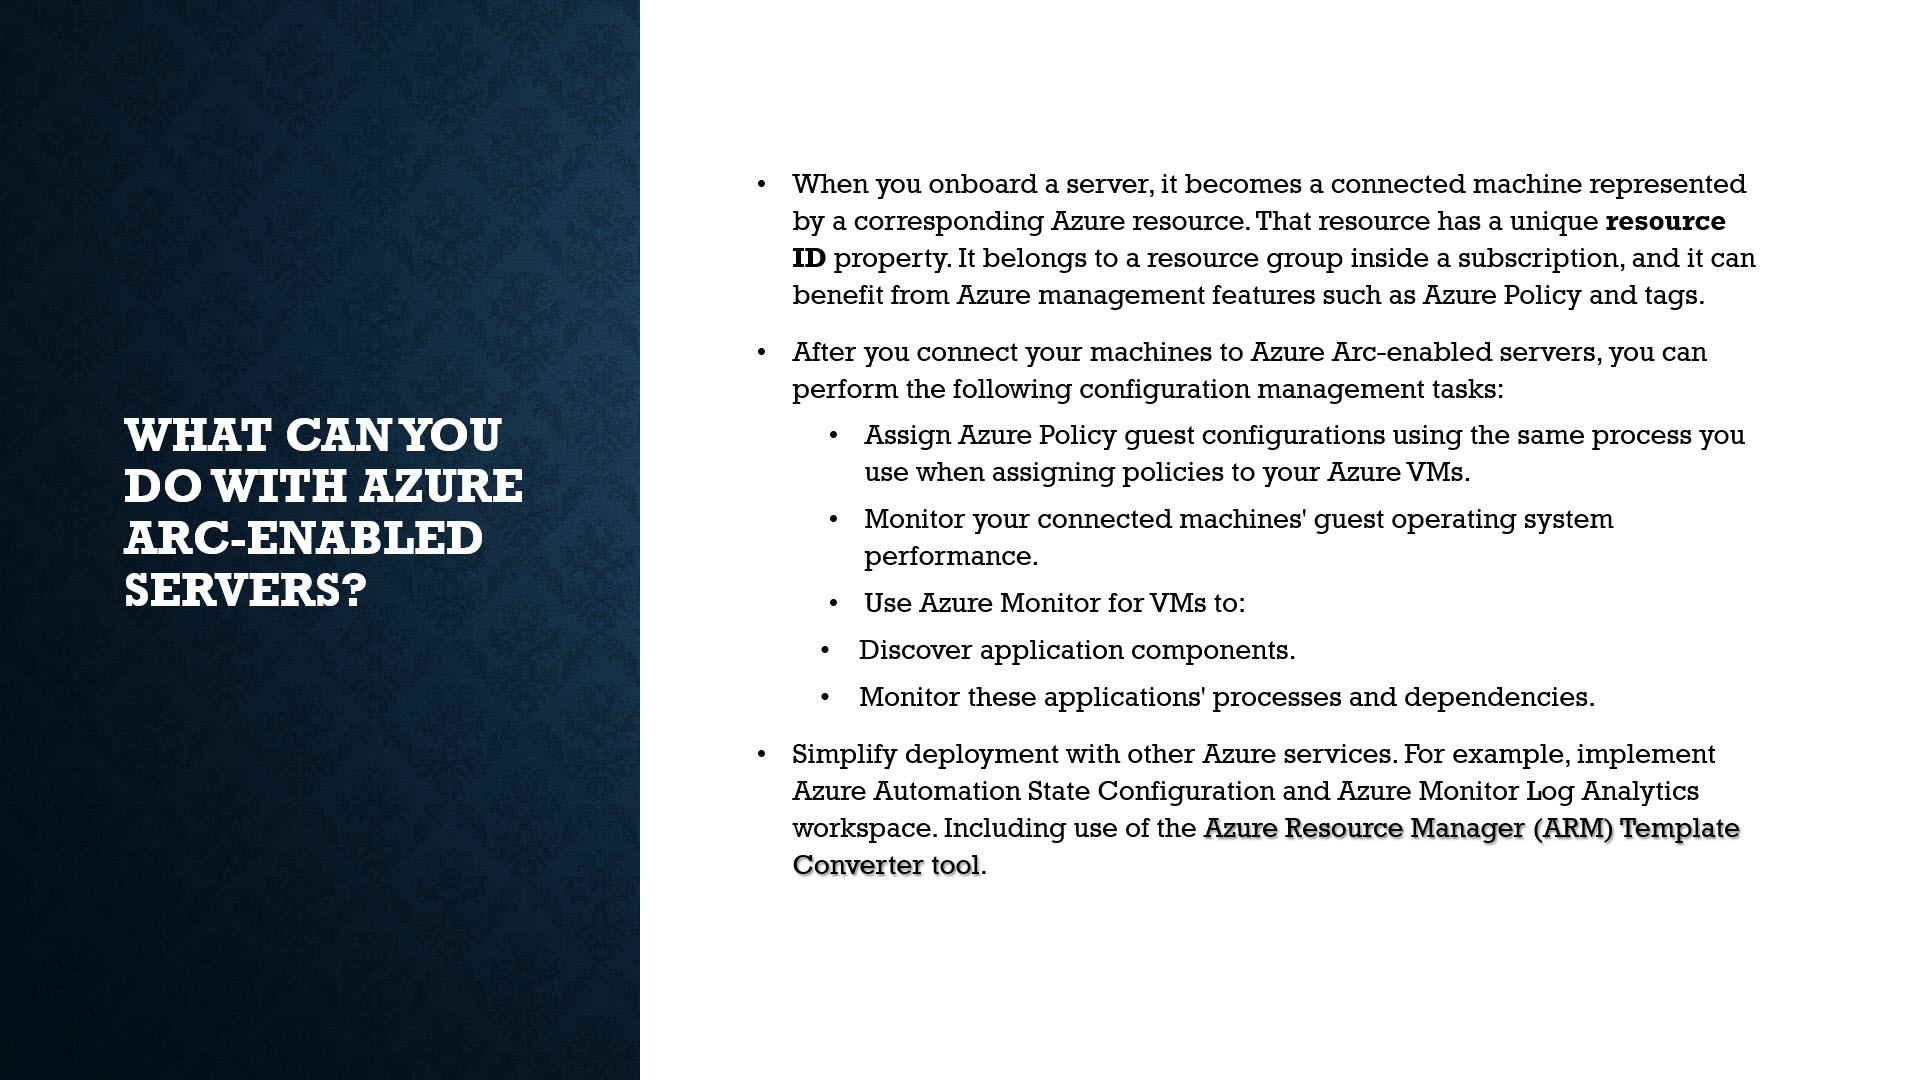 WHAT CAN YOU
DO WITH AZURE
ARC-ENABLED
SERVERS?
• When you onboard a server, it becomes a connected machine represented
by a corresponding Azure resource. That resource has a unique resource
ID property. It belongs to a resource group inside a subscription, and it can
benefit from Azure management features such as Azure Policy and tags.
• After you connect your machines to Azure Arc-enabled servers, you can
perform the following configuration management tasks:
• Assign Azure Policy guest configurations using the same process you
use when assigning policies to your Azure VMs.
• Monitor your connected machines' guest operating system
performance.
• Use Azure Monitor for VMs to:
• Discover application components.
• Monitor these applications' processes and dependencies.
• Simplify deployment with other Azure services. For example, implement
Azure Automation State Configuration and Azure Monitor Log Analytics
workspace. Including use of the Azure Resource Manager (ARM) Template
Converter tool.